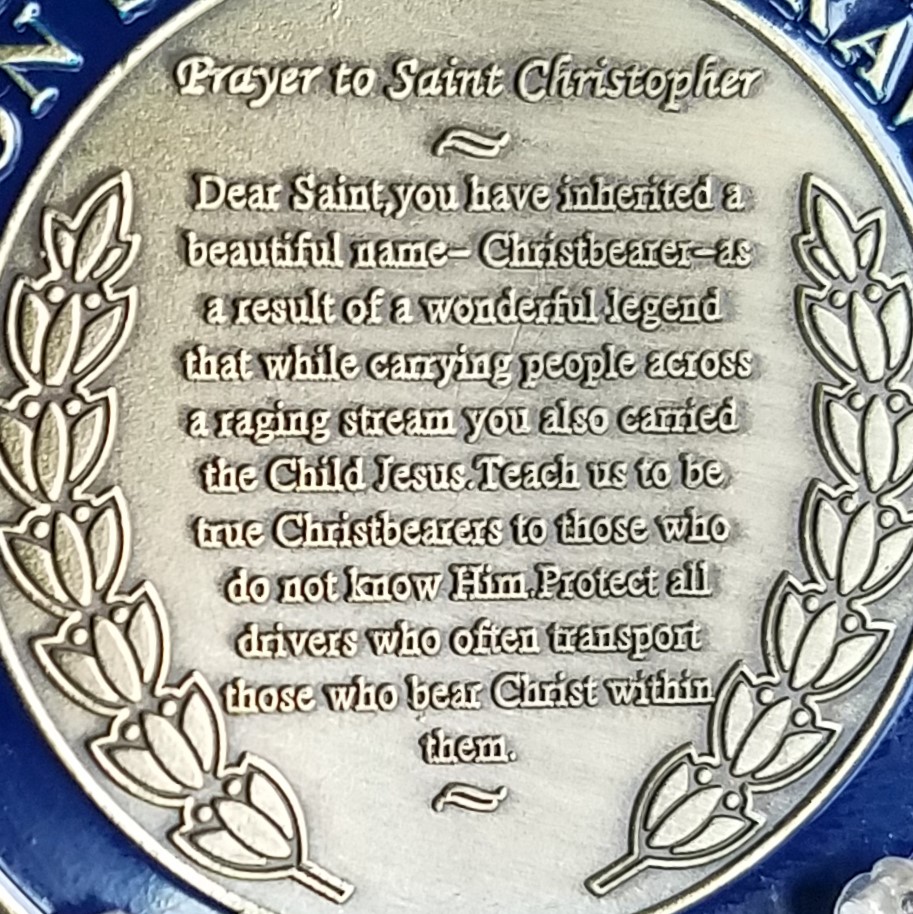 Prayer to Saint Christopher
Dear Saint,you have inherited a
beautiful name- Christbearer-as
a result of a wonderful legend
that while carrying people across
a raging stream you also carried
the Child Jesus.Teach us to be
true Christbearers to those who
do not know Him.Protect all
drivers who often transport
those who bear Christ within
them.